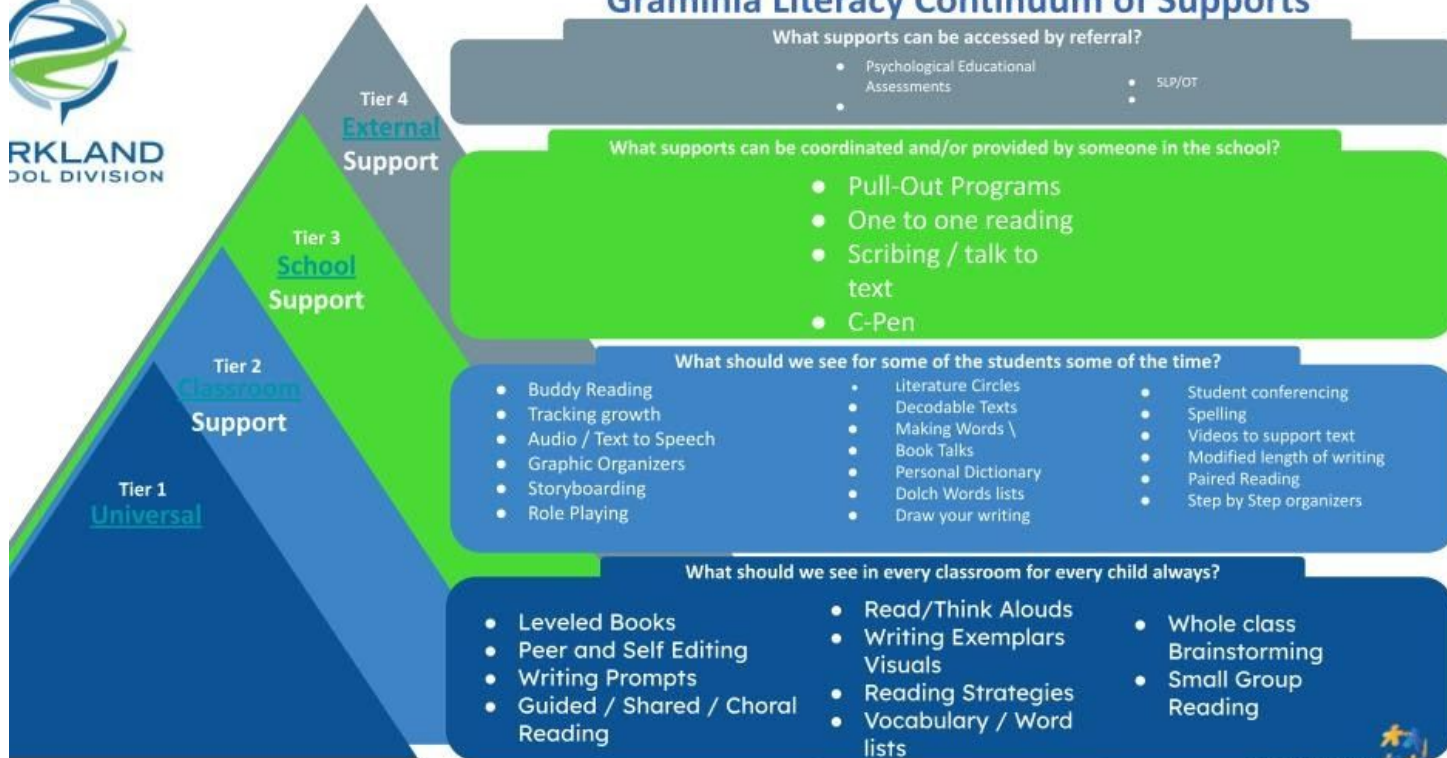 Graminia Literacy Continuum of Supports
RKLAND
OOL DIVISION
Tier 4
External
Support
Tier 3
School
Support
Tier 2
Classroom
Support
Tier 1
Universal
What supports can be accessed by referral?
• Psychological Educational
Assessments
•
• SLP/OT
•
What supports can be coordinated and/or provided by someone in the school?
• Pull-Out Programs
• One to one reading
• Scribing / talk to
text
• C-Pen
What should we see for some of the students some of the time?
• Buddy Reading
• Tracking growth
• Audio / Text to Speech
• Graphic Organizers
• Storyboarding
• Role Playing
• Literature Circles
• Decodable Texts
• Making Words \
• Book Talks
• Personal Dictionary
• Dolch Words lists
• Draw your writing
• Student conferencing
• Spelling
• Videos to support text
• Modified length of writing
• Paired Reading
• Step by Step organizers
What should we see in every classroom for every child always?
• Leveled Books
• Peer and Self Editing
• Writing Prompts
• Guided / Shared / Choral
Reading
• Read/Think Alouds
• Writing Exemplars
Visuals
• Reading Strategies
• Vocabulary / Word
lists
• Whole class
Brainstorming
• Small Group
Reading